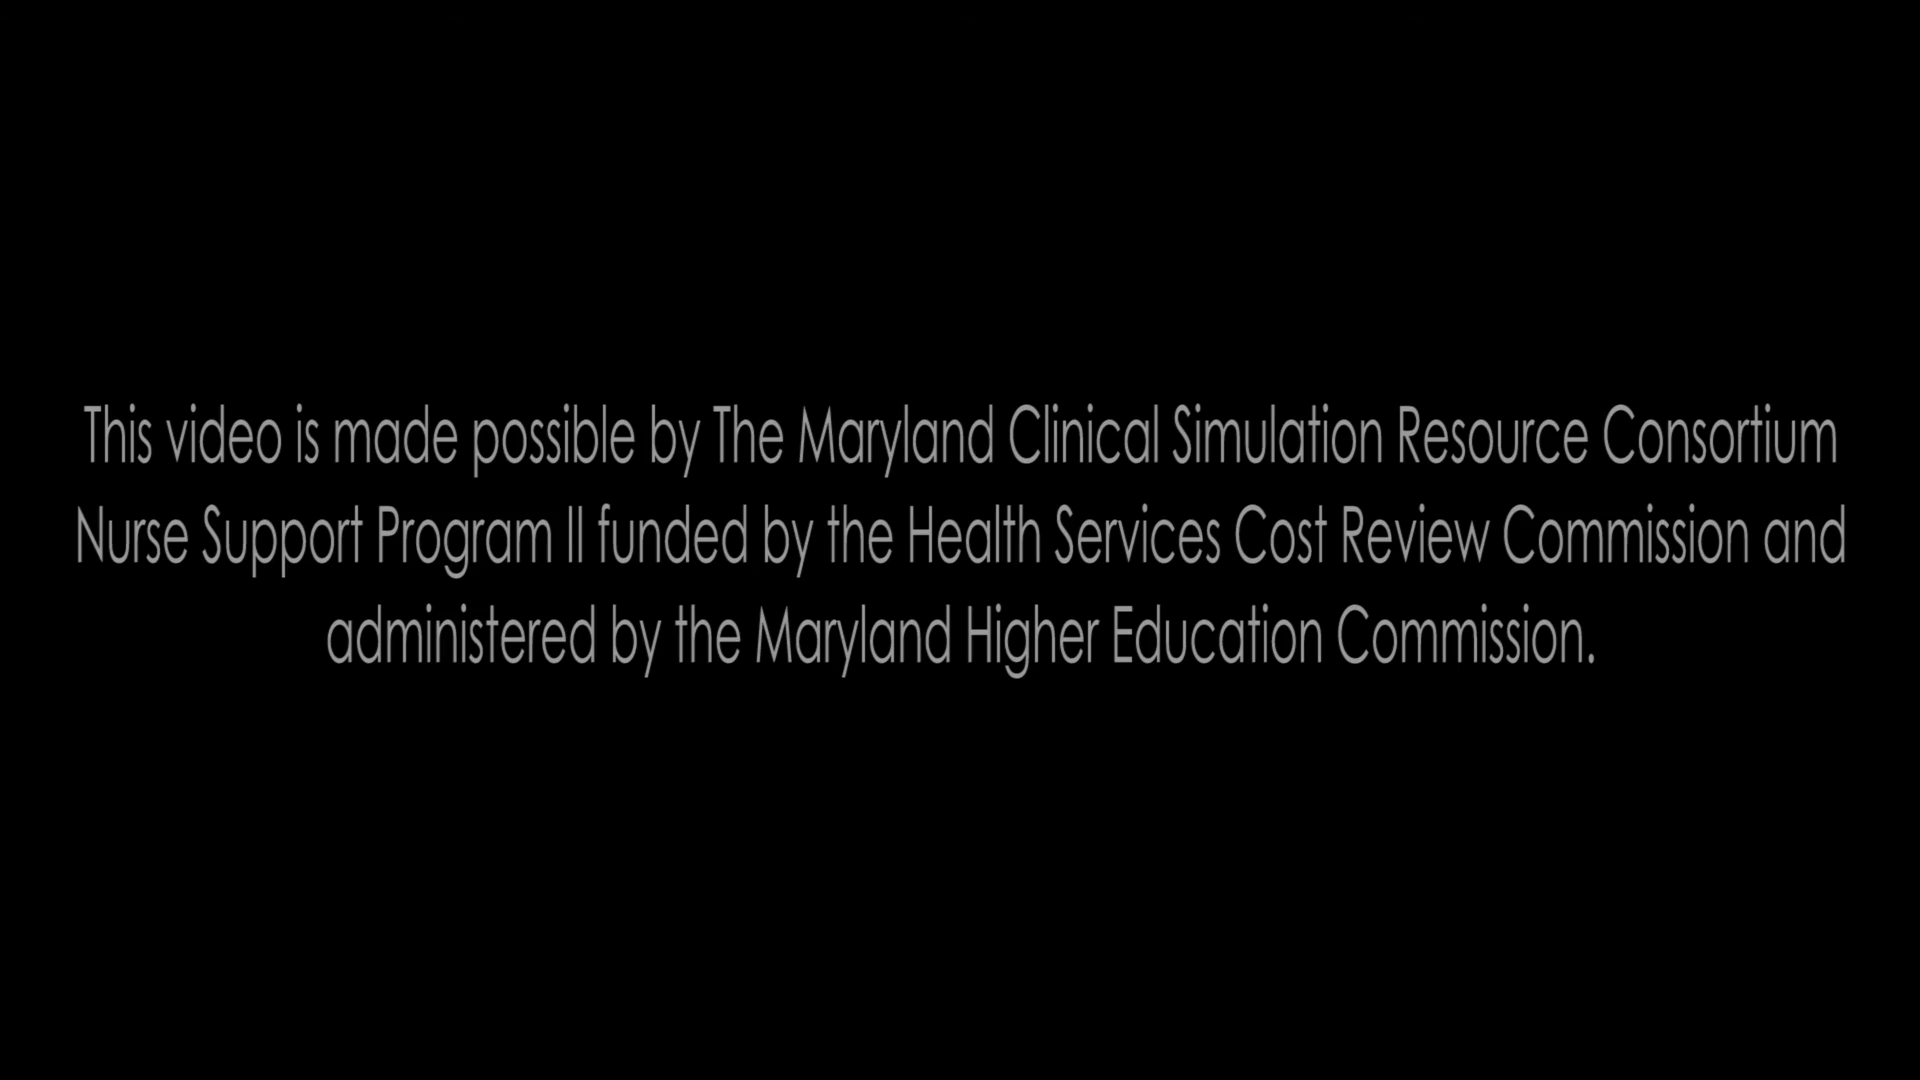 This video is made possible by The Maryland Clinical Simulation Resource Consortium
Nurse Support Program II funded by the Health Services Cost Review Commission and
administered by the Maryland Higher Education Commission.